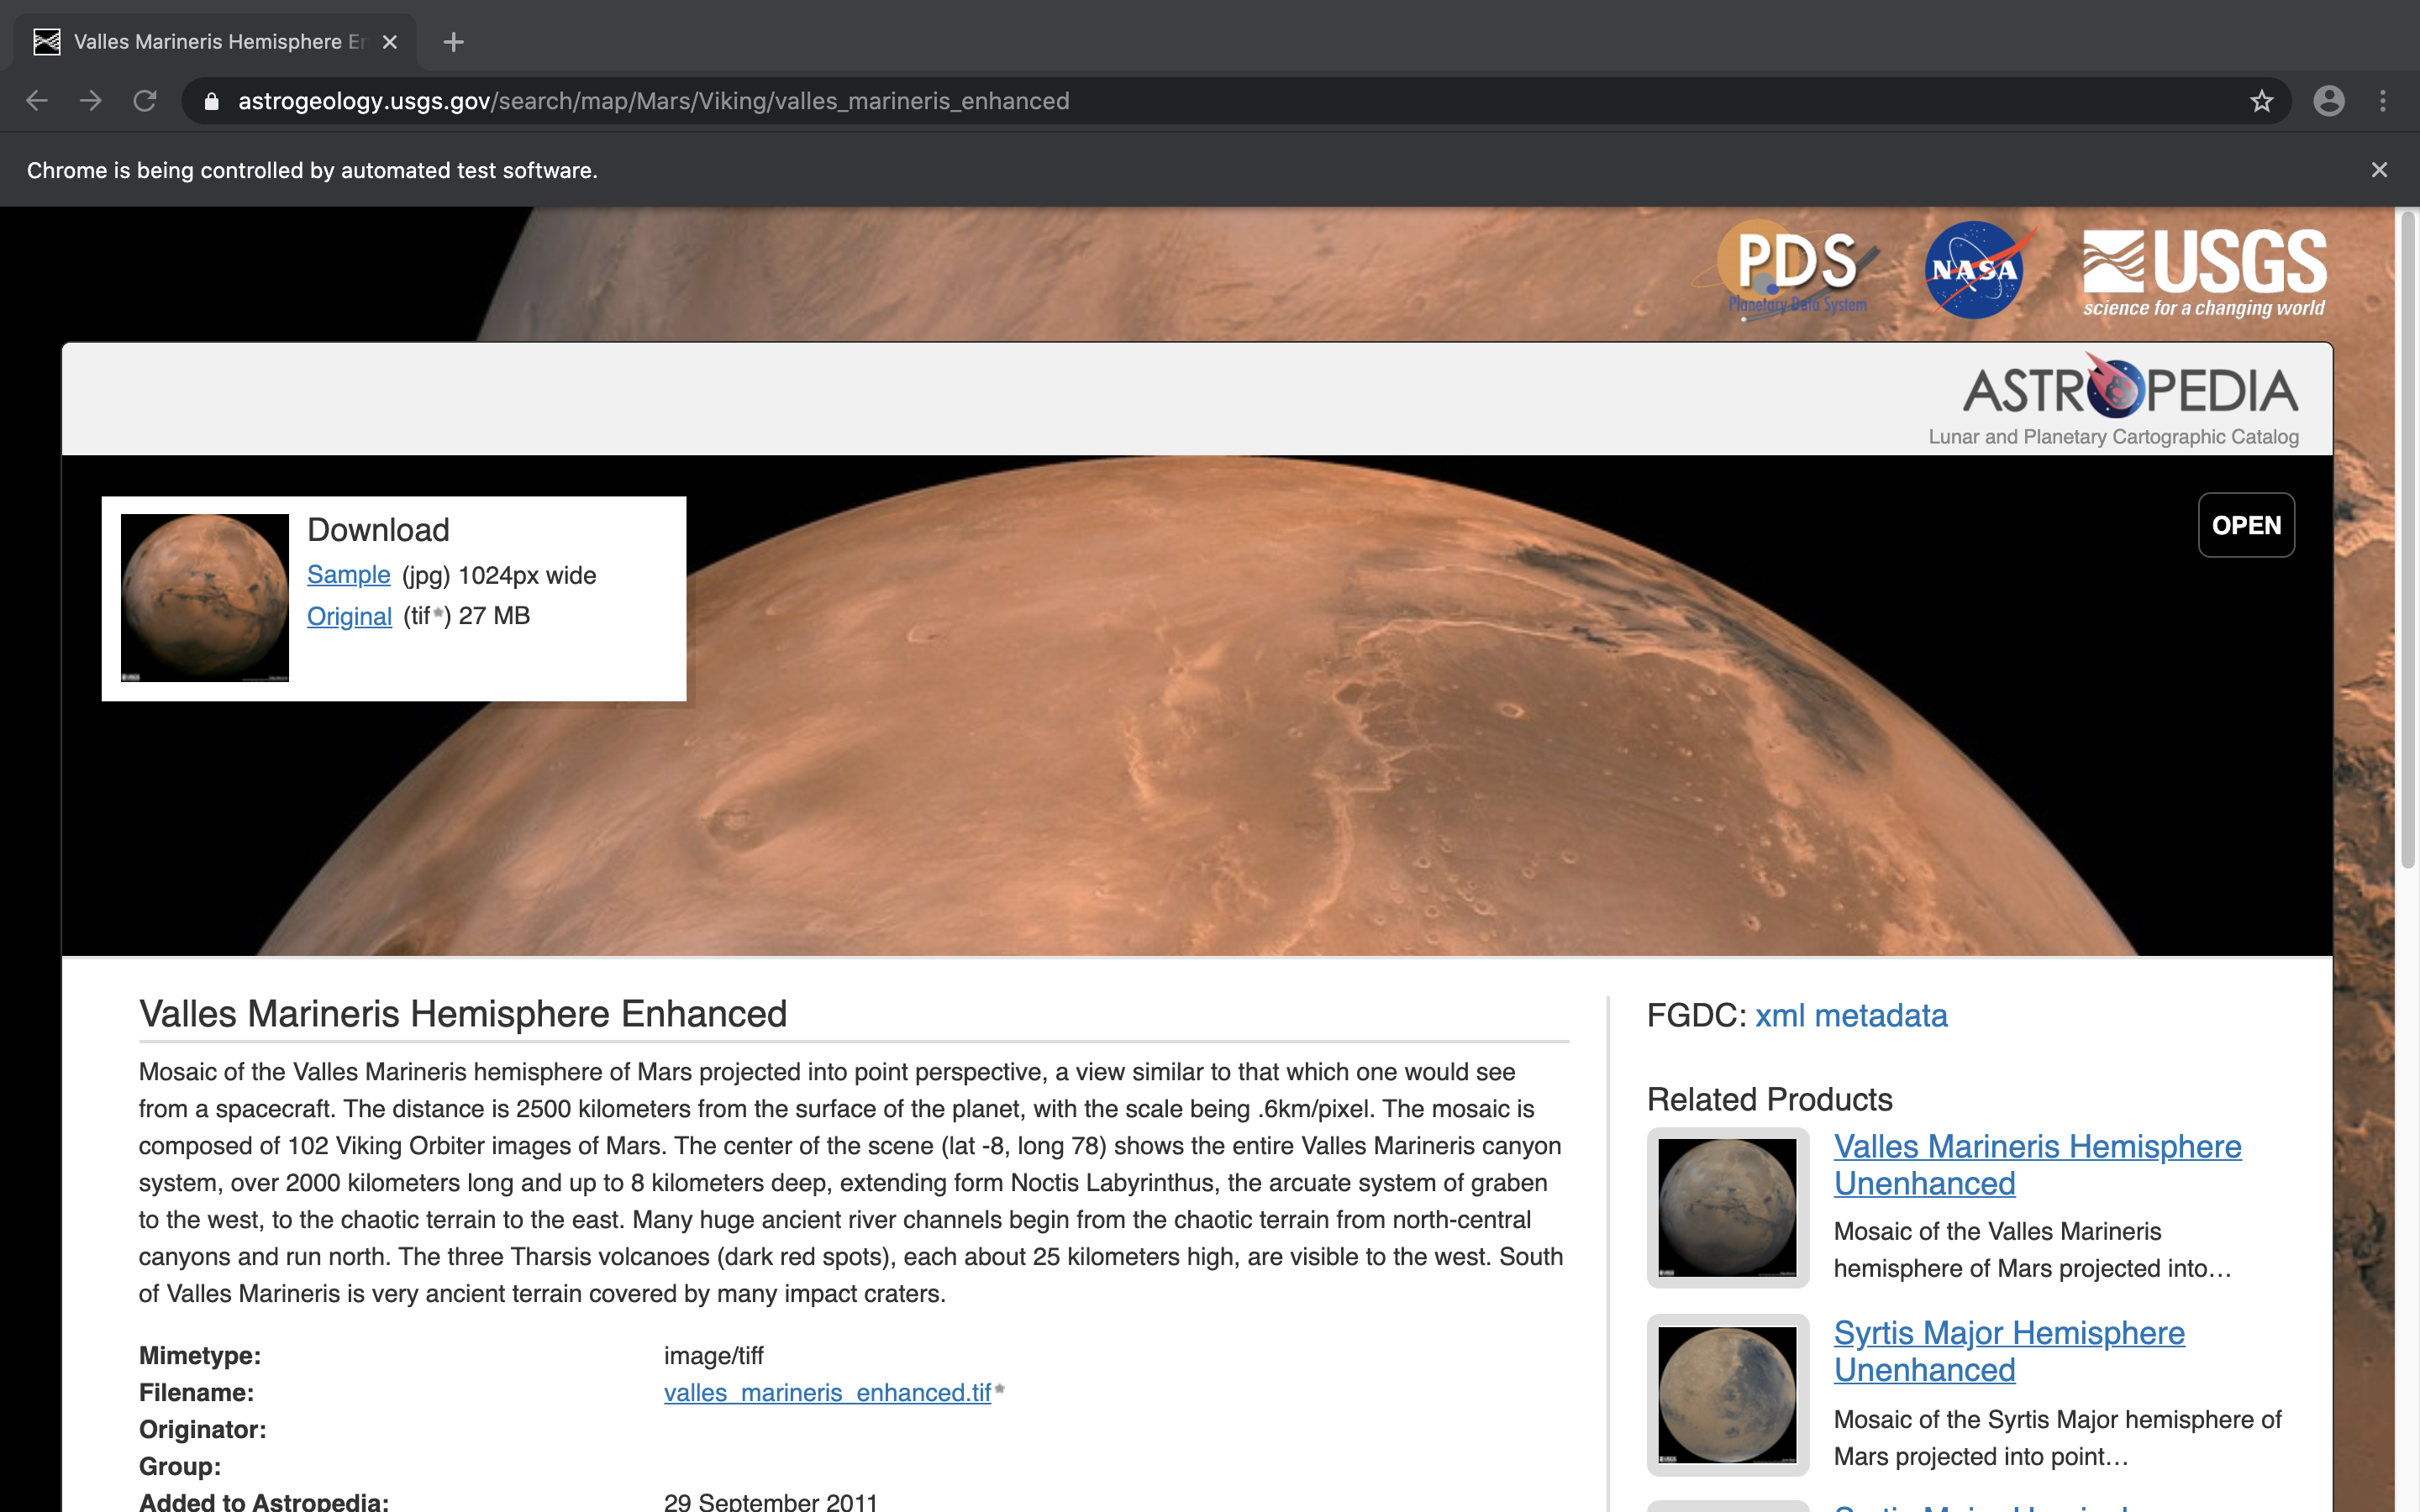 Valles Marineris Hemisphere En
astrogeology.usgs.gov/search/map/Mars/Viking/valles_marineris_enhanced
Chrome is being controlled by automated test software.
PDS
Planetary Data System
NASA
USGS
science for a changing world
ASTROPEDIA
Lunar and Planetary Cartographic Catalog
OPEN
Download
Sample (jpg) 1024px wide
Original (tif*) 27 MB
Valles Marineris Hemisphere Enhanced
Mosaic of the Valles Marineris hemisphere of Mars projected into point perspective, a view similar to that which one would see
from a spacecraft. The distance is 2500 kilometers from the surface of the planet, with the scale being .6km/pixel. The mosaic is
composed of 102 Viking Orbiter images of Mars. The center of the scene (lat -8, long 78) shows the entire Valles Marineris canyon
system, over 2000 kilometers long and up to 8 kilometers deep, extending form Noctis Labyrinthus, the arcuate system of graben
to the west, to the chaotic terrain to the east. Many huge ancient river channels begin from the chaotic terrain from north-central
canyons and run north. The three Tharsis volcanoes (dark red spots), each about 25 kilometers high, are visible to the west. South
of Valles Marineris is very ancient terrain covered by many impact craters.
Mimetype: image/tiff
Filename: valles_marineris_enhanced.tif*
Originator:
Group:
Added to Astropedia: 29 September 2011
FGDC: xml metadata
Related Products
Valles Marineris Hemisphere
Unenhanced
Mosaic of the Valles Marineris
hemisphere of Mars projected into…
Syrtis Major Hemisphere
Unenhanced
Mosaic of the Syrtis Major hemisphere of
Mars projected into point…